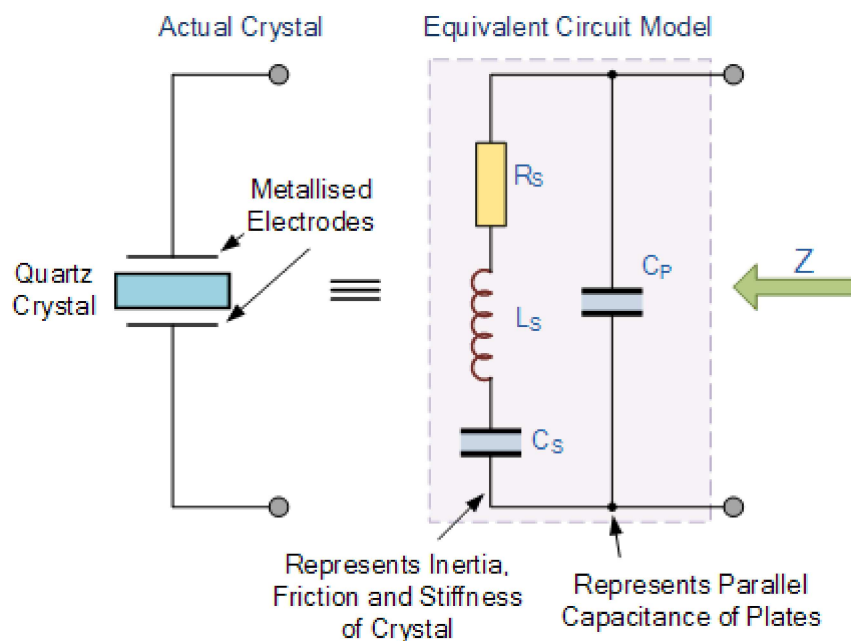 Actual Crystal
Equivalent Circuit Model
Metallised
Electrodes
Quartz
Crystal
RS
LS
CS
CP
Z
Represents Inertia,
Friction and Stiffness
of Crystal
Represents Parallel
Capacitance of Plates